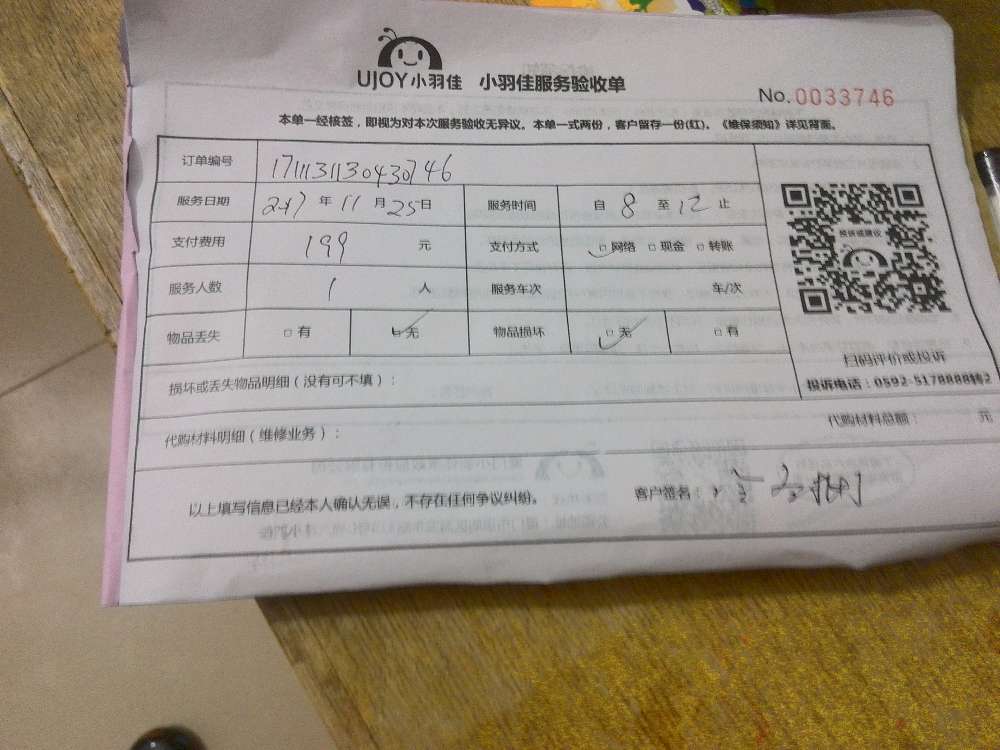 UJOY小羽佳 小羽佳服务验收单
No.0033746
本单一经核签，即视为对本次服务验收无异议。本单一式两份，客户留存一份(红)。《维保须知》详见背面。
订单编号 1711131130430746
服务日期 2017 年 11 月 25 日 服务时间 自 8 至 12 止
支付费用 199 元 支付方式 □网络 □现金 □转账
服务人数 1 人 服务车次 车/次
物品丢失 □有 □无 物品损坏 □无 □有
投诉或建议
扫码评价或投诉
投诉电话：0592-5178888转2
损坏或丢失物品明细（没有可不填）：
代购材料明细（维修业务）： 代购材料总额： 元
以上填写信息已经本人确认无误，不存在任何争议纠纷。 客户签名：